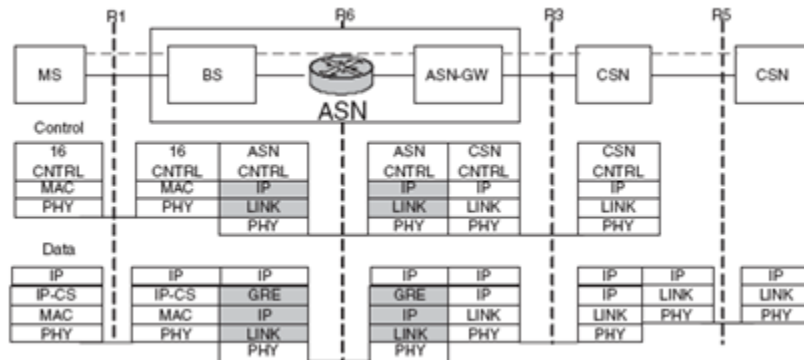 R1 R6 R3 R5
MS BS ASN-GW CSN CSN
ASN
Control
16 16 ASN ASN CSN CSN
CNTRL CNTRL CNTRL CNTRL CNTRL CNTRL
MAC MAC IP IP IP IP
PHY PHY LINK LINK LINK LINK
PHY PHY PHY PHY
Data
IP IP IP IP IP IP IP IP
IP-CS IP-CS GRE GRE IP IP LINK LINK
MAC MAC IP IP LINK LINK PHY PHY
PHY PHY LINK LINK PHY PHY
PHY PHY